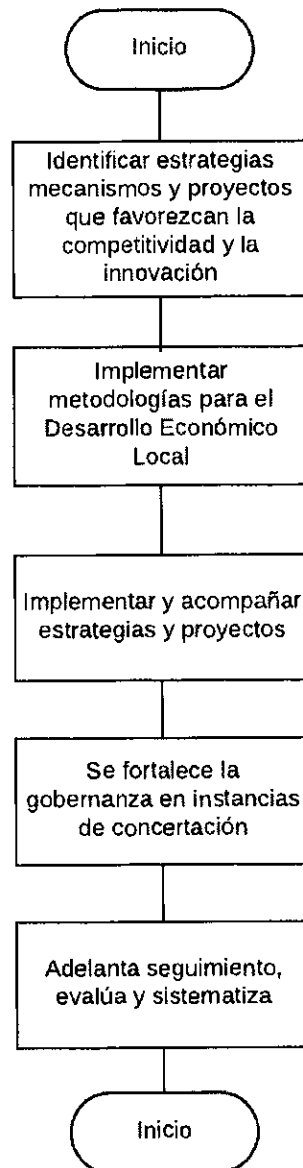 Inicio
Identificar estrategias
mecanismos y proyectos
que favorezcan la
competitividad y la
innovación
Implementar
metodologías para el
Desarrollo Económico
Local
Implementar y acompañar
estrategias y proyectos
Se fortalece la
gobernanza en instancias
de concertación
Adelanta seguimiento,
evalúa y sistematiza
Inicio